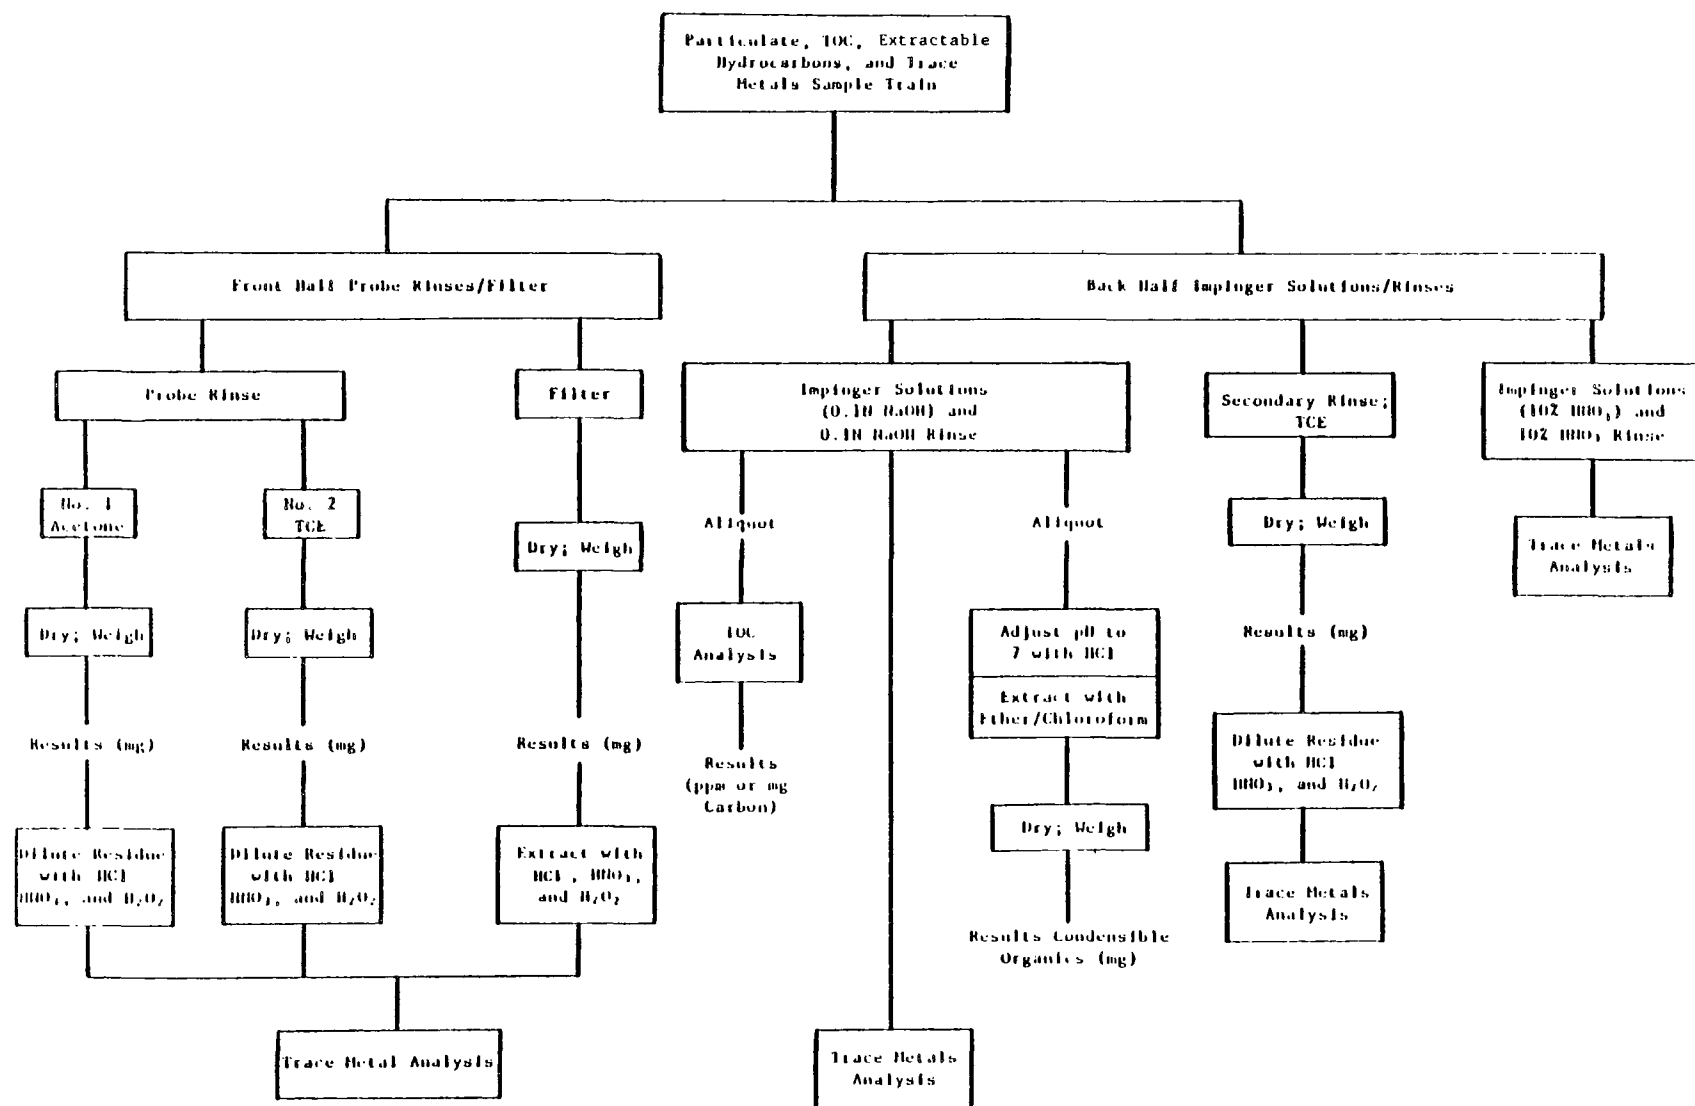 Particulate, TOC, Extractable
Hydrocarbons, and Trace
Metals Sample Train
Front Half Probe Rinses/Filter
Back Half Impinger Solutions/Rinses
Probe Rinse
Filter
Impinger Solutions
(0.1N NaOH) and
0.1N NaOH Rinse
Secondary Rinse;
TCE
Impinger Solutions
(10% HNO₃) and
10% HNO₃ Rinse
No. 1
Acetone
No. 2
TCE
Dry; Weigh
Aliquot
Aliquot
Dry; Weigh
Trace Metals
Analysis
Dry; Weigh
Dry; Weigh
TOC
Analysis
Adjust pH to
7 with HCl
Extract with
Ether/Chloroform
Results (mg)
Results (mg)
Results (mg)
Results (mg)
Results
(ppm or mg
Carbon)
Dilute Residue
with HCl
HNO₃, and H₂O₂
Dry; Weigh
Dilute Residue
with HCl
HNO₃, and H₂O₂
Dilute Residue
with HCl
HNO₃, and H₂O₂
Extract with
HCl, HNO₃,
and H₂O₂
Trace Metals
Analysis
Results Condensible
Organics (mg)
Trace Metal Analysis
Trace Metals
Analysis